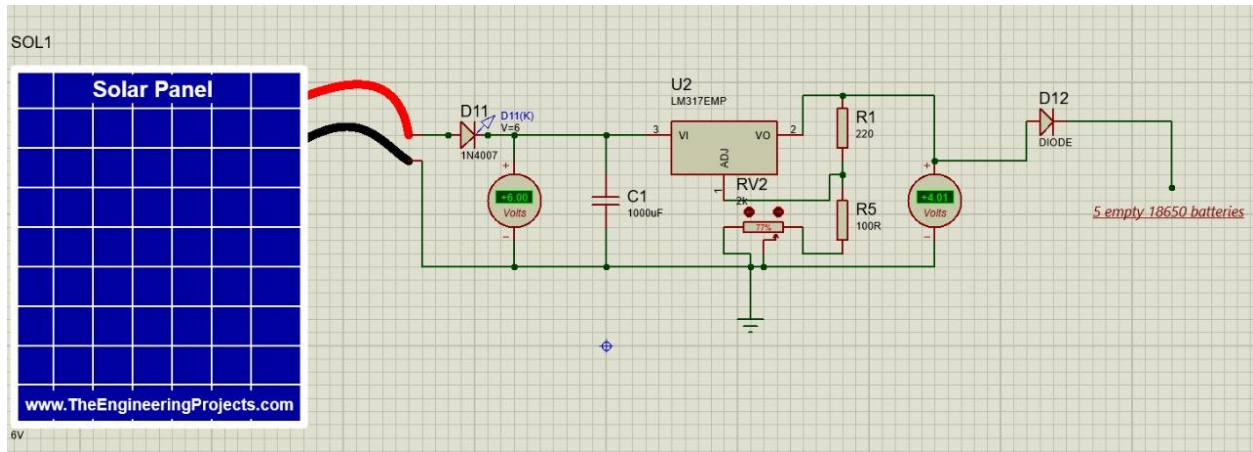 SOL1
Solar Panel
www.TheEngineeringProjects.com
6V
D11
1N4007
D11(K)
V=6
+
+6.00
Volts
−
C1
1000uF
U2
LM317EMP
3
VI
VO
2
ADJ
1
R1
220
RV2
2k
77%
R5
100R
+
+4.01
Volts
−
D12
DIODE
5 empty 18650 batteries